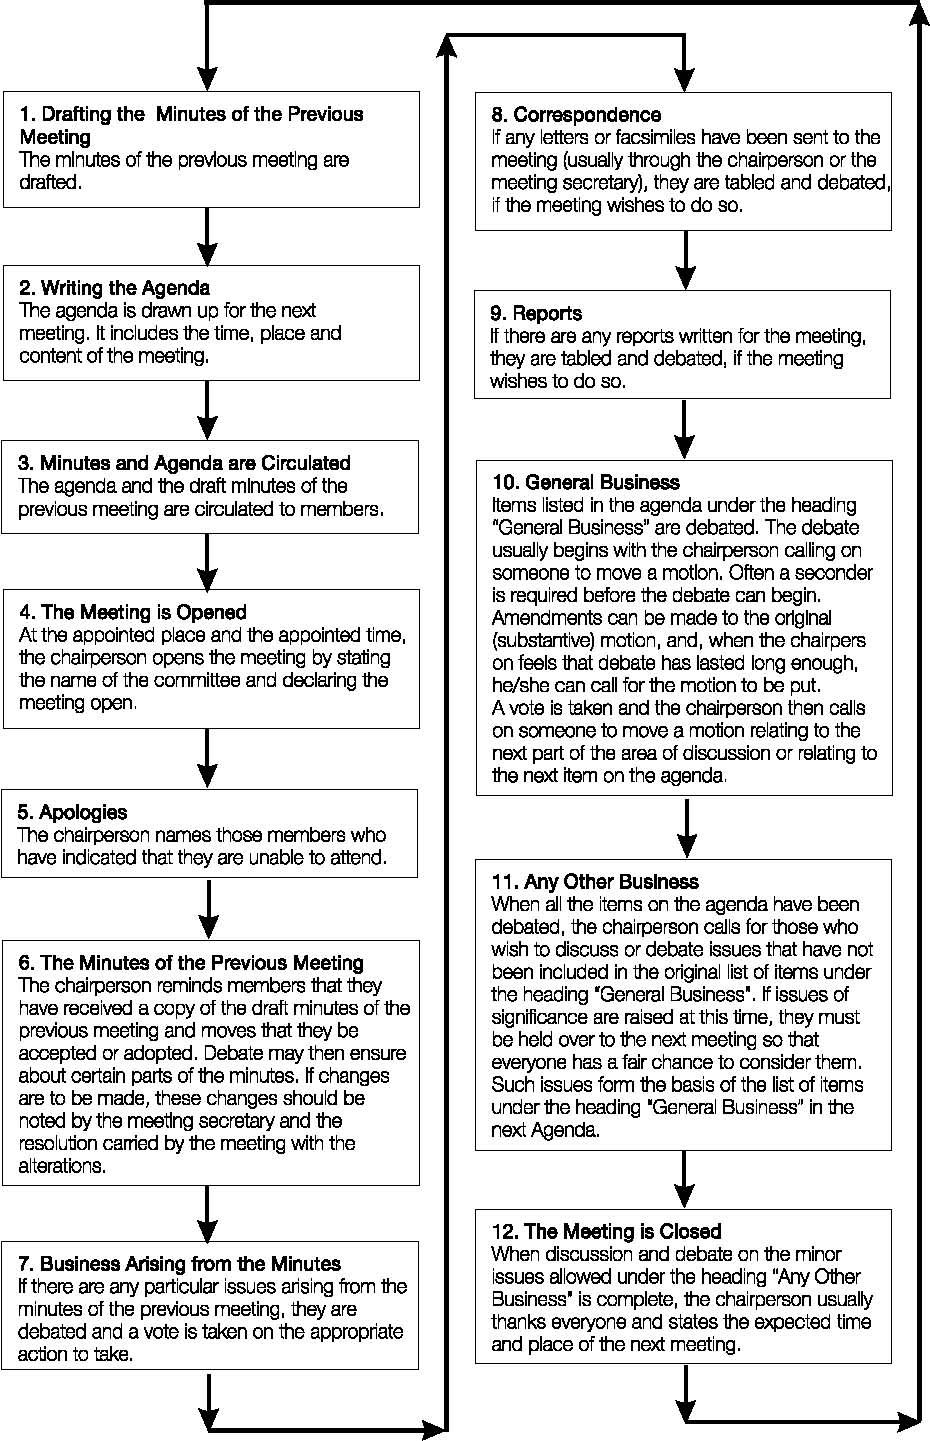 1. Drafting the Minutes of the Previous
Meeting
The minutes of the previous meeting are
drafted.
2. Writing the Agenda
The agenda is drawn up for the next
meeting. It includes the time, place and
content of the meeting.
3. Minutes and Agenda are Circulated
The agenda and the draft minutes of the
previous meeting are circulated to members.
4. The Meeting is Opened
At the appointed place and the appointed time,
the chairperson opens the meeting by stating
the name of the committee and declaring the
meeting open.
5. Apologies
The chairperson names those members who
have indicated that they are unable to attend.
6. The Minutes of the Previous Meeting
The chairperson reminds members that they
have received a copy of the draft minutes of the
previous meeting and moves that they be
accepted or adopted. Debate may then ensure
about certain parts of the minutes. If changes
are to be made, these changes should be
noted by the meeting secretary and the
resolution carried by the meeting with the
alterations.
7. Business Arising from the Minutes
If there are any particular issues arising from the
minutes of the previous meeting, they are
debated and a vote is taken on the appropriate
action to take.
8. Correspondence
If any letters or facsimiles have been sent to the
meeting (usually through the chairperson or the
meeting secretary), they are tabled and debated,
if the meeting wishes to do so.
9. Reports
If there are any reports written for the meeting,
they are tabled and debated, if the meeting
wishes to do so.
10. General Business
Items listed in the agenda under the heading
"General Business" are debated. The debate
usually begins with the chairperson calling on
someone to move a motion. Often a seconder
is required before the debate can begin.
Amendments can be made to the original
(substantive) motion, and, when the chairpers
on feels that debate has lasted long enough,
he/she can call for the motion to be put.
A vote is taken and the chairperson then calls
on someone to move a motion relating to the
next part of the area of discussion or relating to
the next item on the agenda.
11. Any Other Business
When all the items on the agenda have been
debated, the chairperson calls for those who
wish to discuss or debate issues that have not
been included in the original list of items under
the heading "General Business". If issues of
significance are raised at this time, they must
be held over to the next meeting so that
everyone has a fair chance to consider them.
Such issues form the basis of the list of items
under the heading "General Business" in the
next Agenda.
12. The Meeting is Closed
When discussion and debate on the minor
issues allowed under the heading "Any Other
Business" is complete, the chairperson usually
thanks everyone and states the expected time
and place of the next meeting.